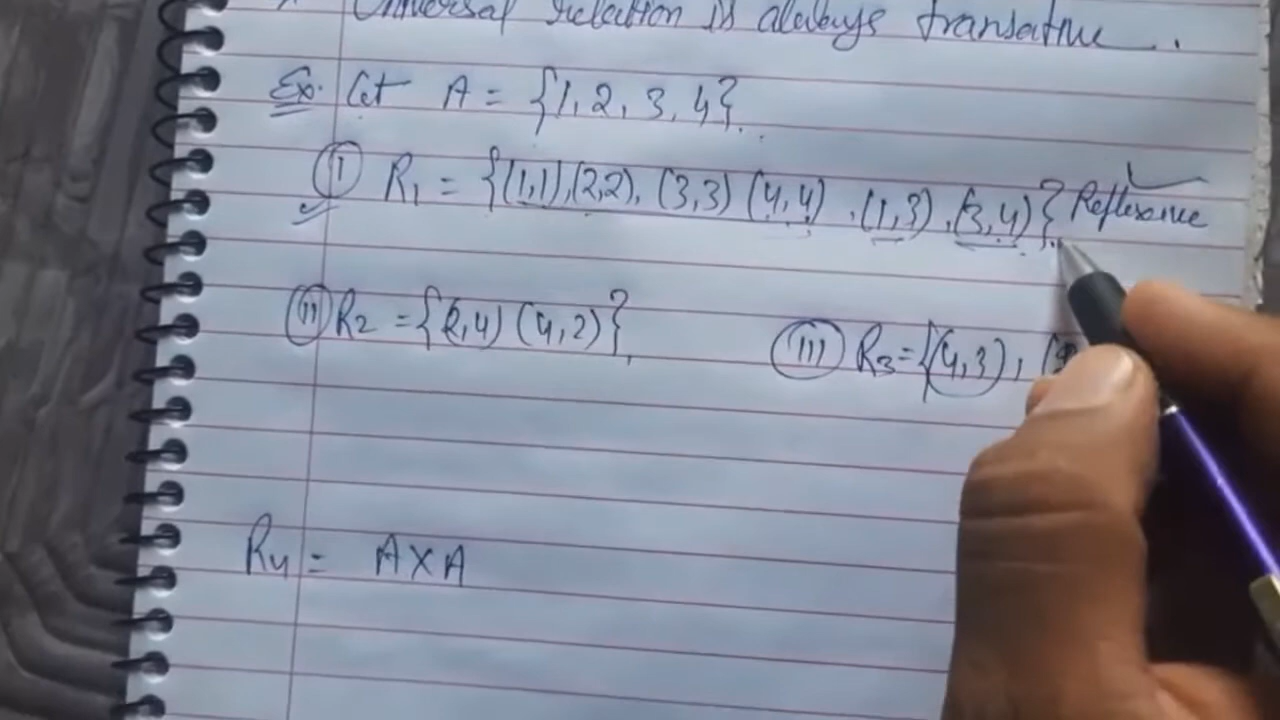 Universal relation is always transative.
Ex. Let A = {1, 2, 3, 4}.
(I) R1 = {(1,1),(2,2), (3,3) (4,4) ,(1,3) ,(3,4)} Reflexive
(II) R2 = {(2,4) (4,2)}
(III) R3 = {(4,3), (
R4 = A X A